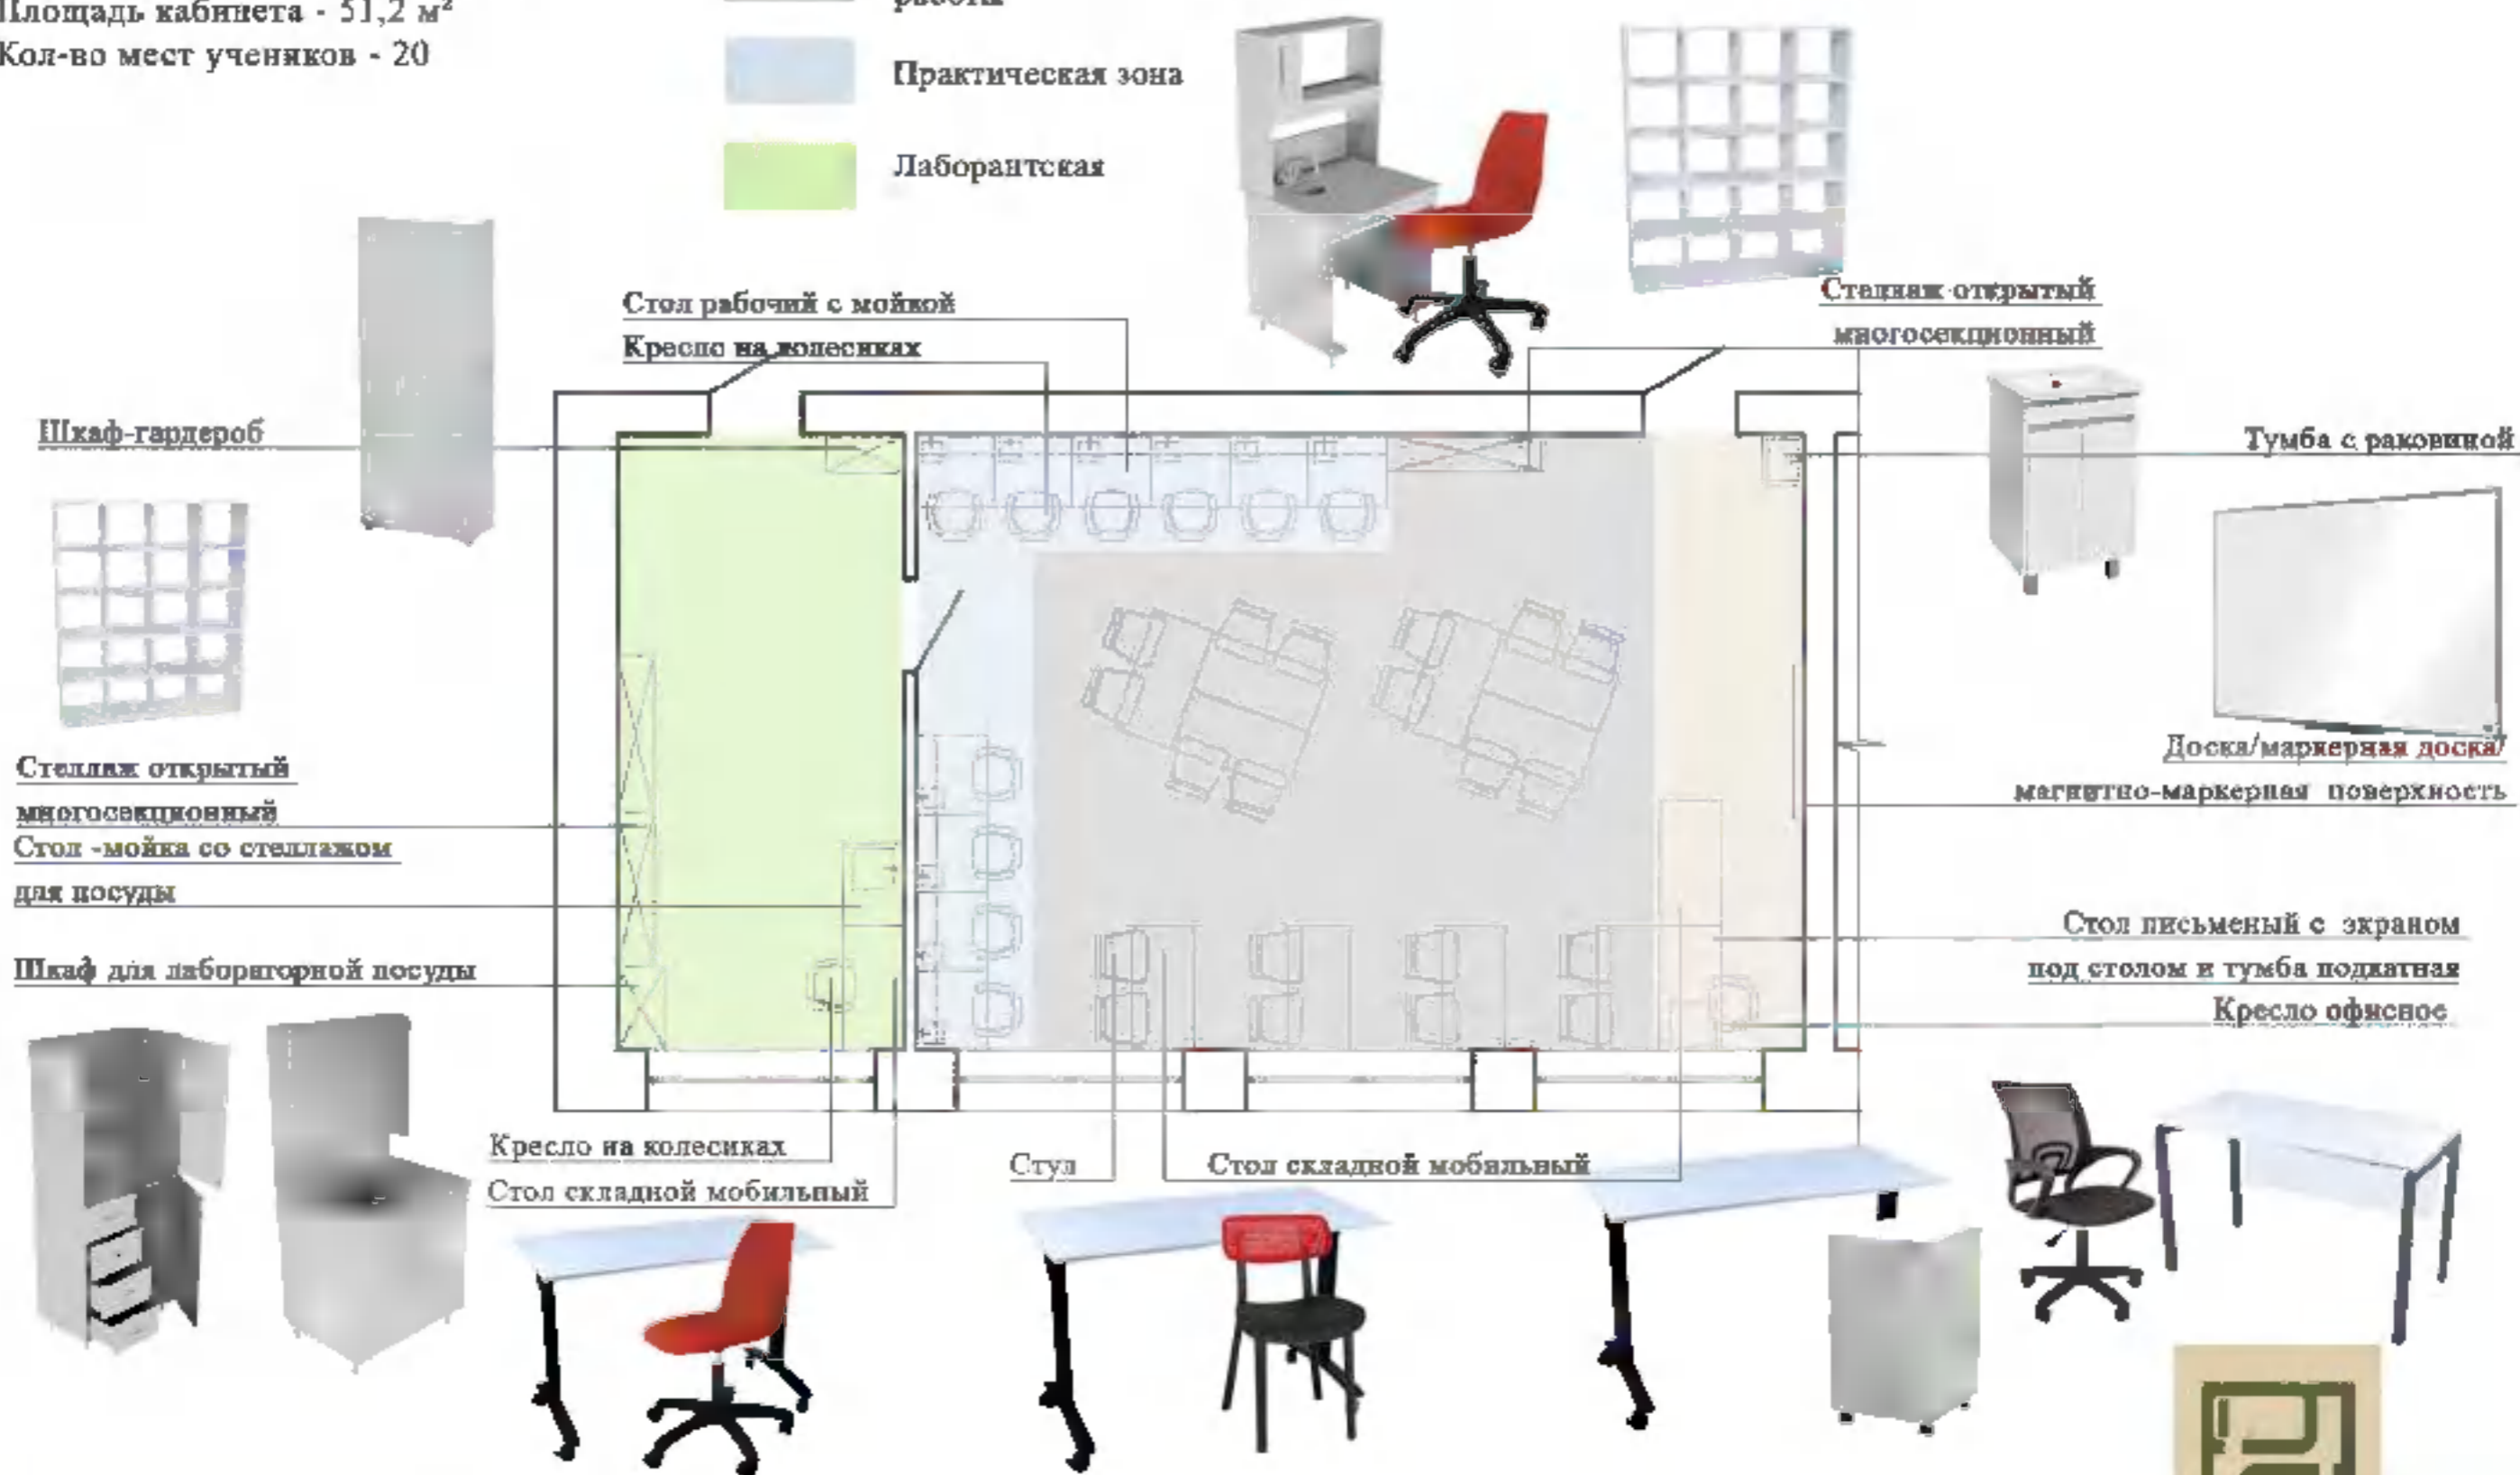 Площадь кабинета - 51,2 м²
Кол-во мест учеников - 20
работы
Практическая зона
Лаборантская
Стол рабочий с мойкой
Кресло на колесиках
Стеллаж открытый
многосекционный
Шкаф-гардероб
Тумба с раковиной
Стеллаж открытый
многосекционный
Стол -мойка со стеллажом
для посуды
Шкаф для лабораторной посуды
Доска/маркерная доска/
магнитно-маркерная поверхность
Стол письменый с экраном
под столом и тумба подкатная
Кресло офисное
Кресло на колесиках
Стол складной мобильный
Стул
Стол складной мобильный